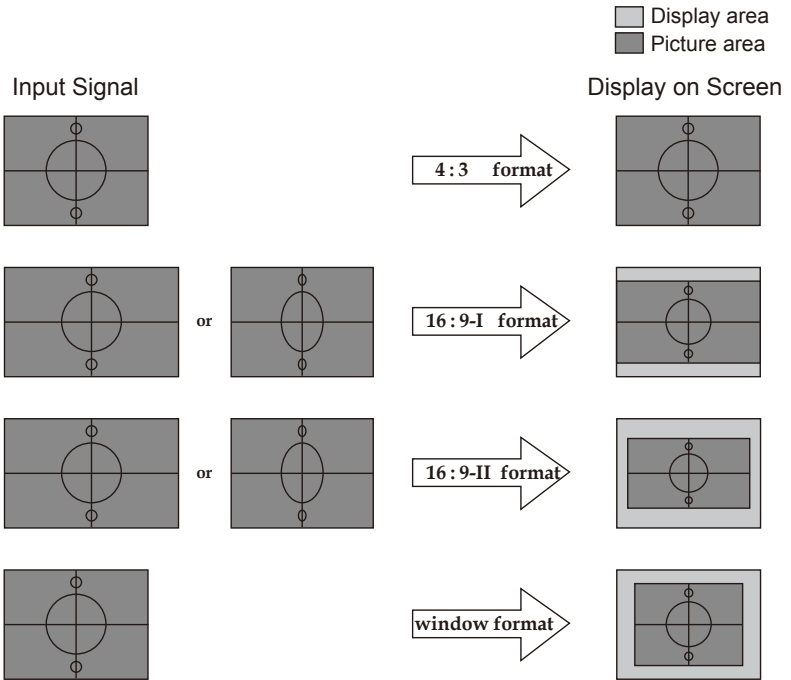 Display area
Picture area
Input Signal
Display on Screen
4 : 3 format
or
16 : 9-I format
or
16 : 9-II format
window format